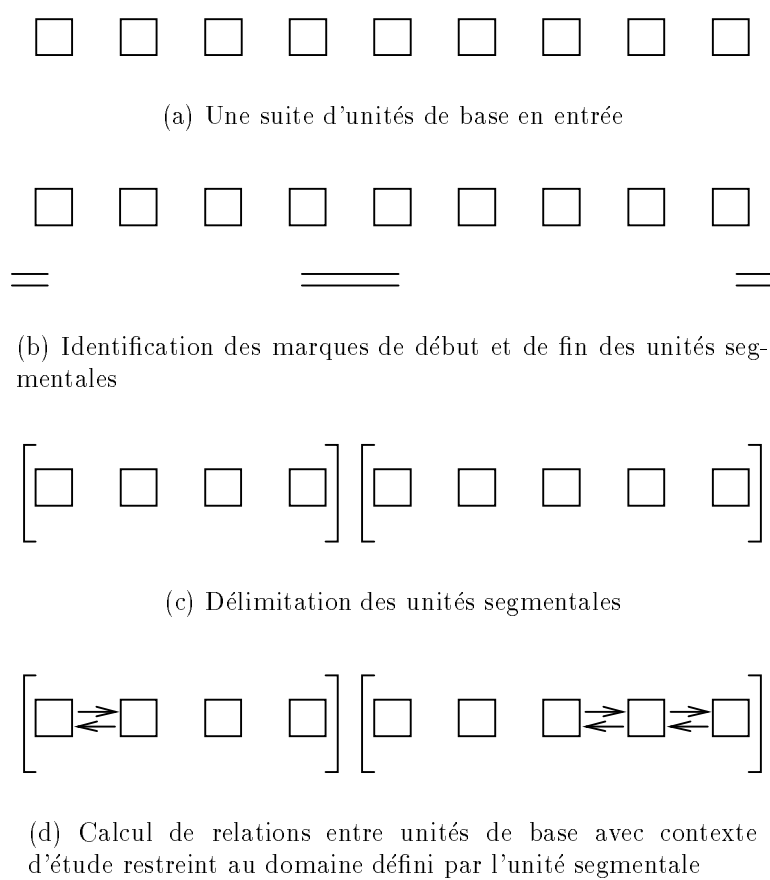 (a) Une suite d'unités de base en entrée
(b) Identification des marques de début et de fin des unités seg-
mentales
(c) Délimitation des unités segmentales
(d) Calcul de relations entre unités de base avec contexte
d'étude restreint au domaine défini par l'unité segmentale